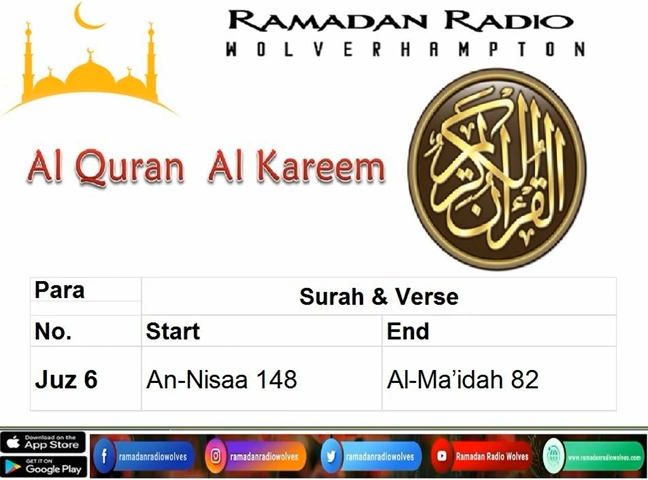 RAMADAN RADIO
WOLVERHAMPTON
القرآن الكريم
Al Quran Al Kareem
Para
Surah & Verse
No.
Start
End
Juz 6
An-Nisaa 148
Al-Ma’idah 82
Download on the
App Store
GET IT ON
Google Play
ramadanradiowolves
ramadanradiowolves
ramadanradiowolves
Ramadan Radio Wolves
www.ramadanradiowolves.com